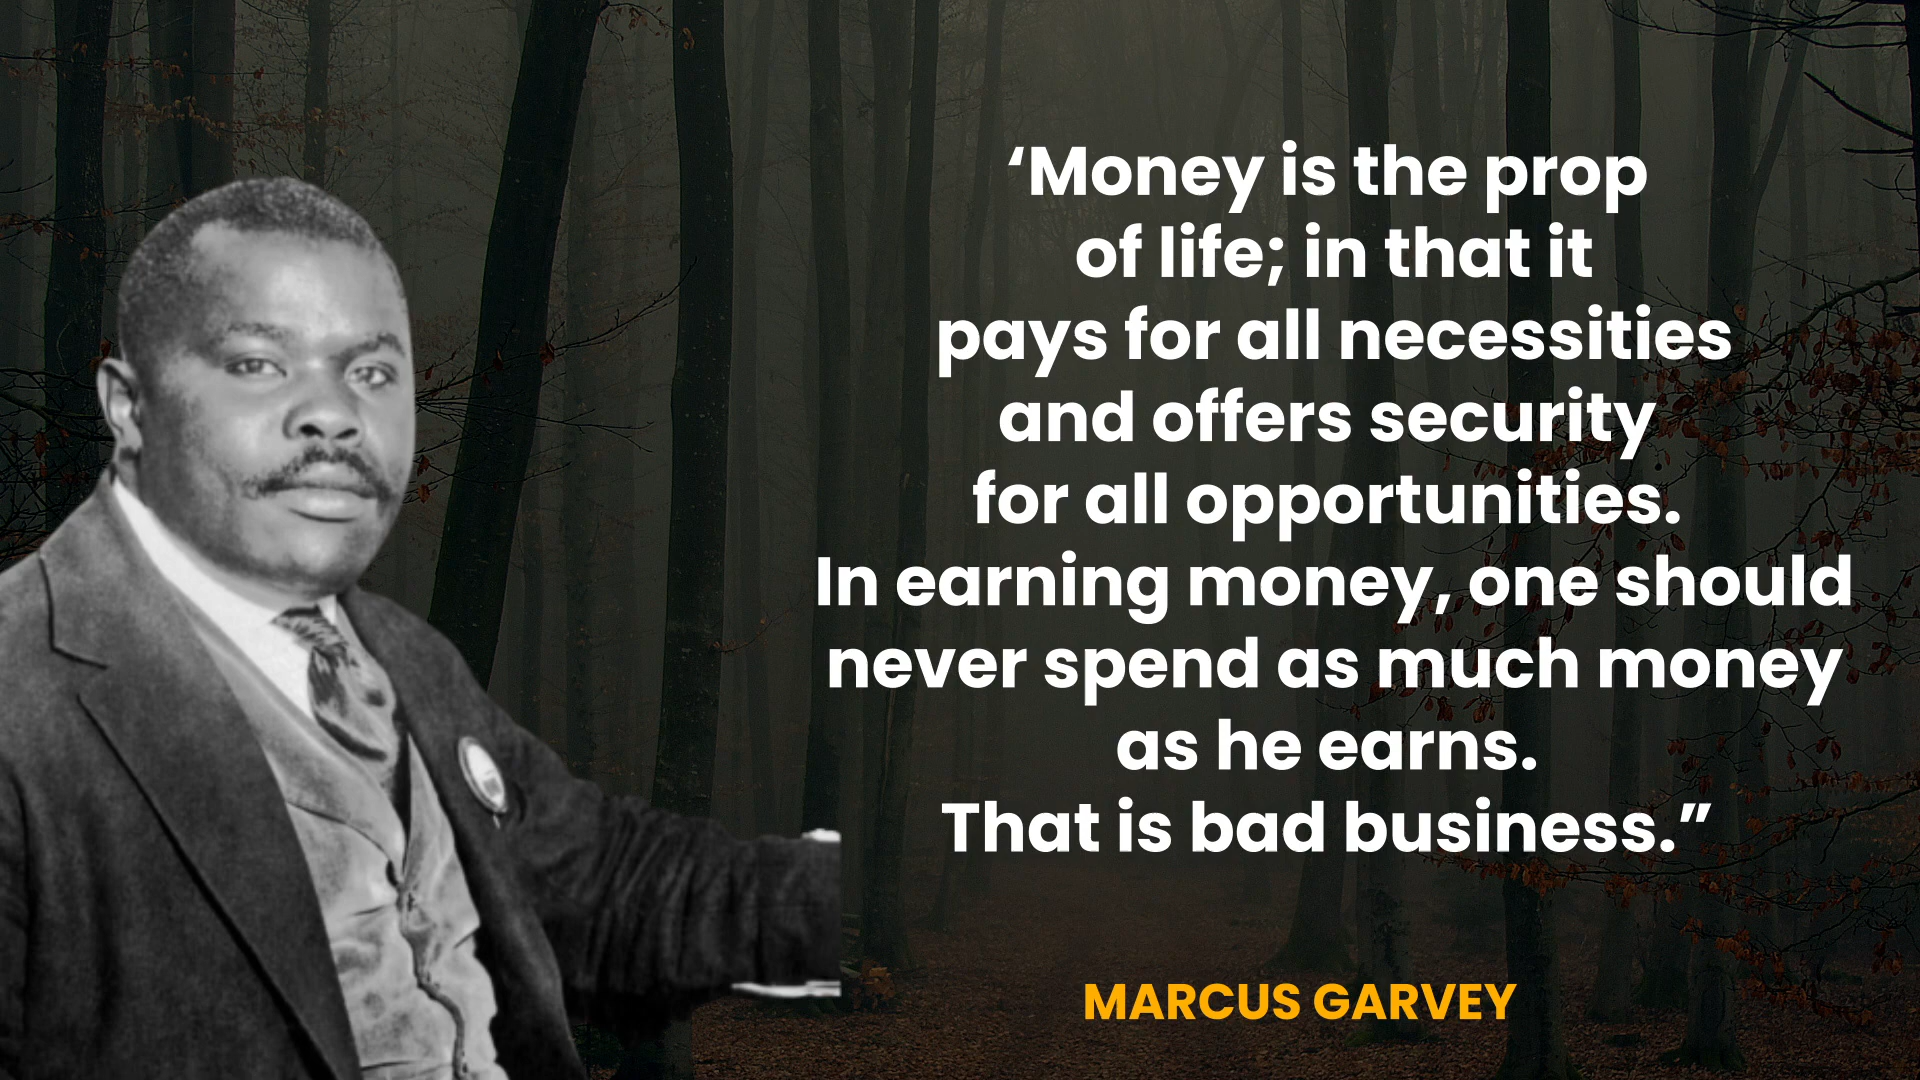 ‘Money is the prop
of life; in that it
pays for all necessities
and offers security
for all opportunities.
In earning money, one should
never spend as much money
as he earns.
That is bad business.”
MARCUS GARVEY